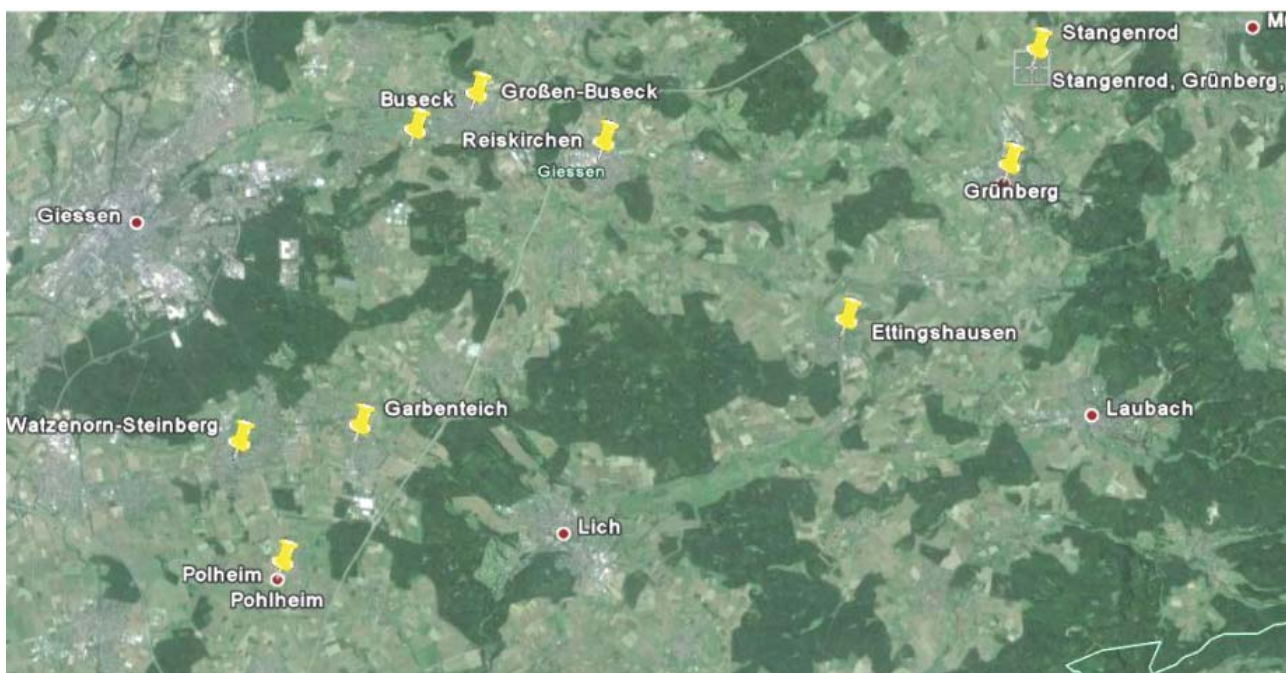 Stangenrod
Stangenrod, Grünberg,
Großen-Buseck
Buseck
Reiskirchen
Giessen
Grünberg
Giessen
Ettingshausen
Garbenteich
Watzenorn-Steinberg
Laubach
Lich
Polheim
Pohlheim